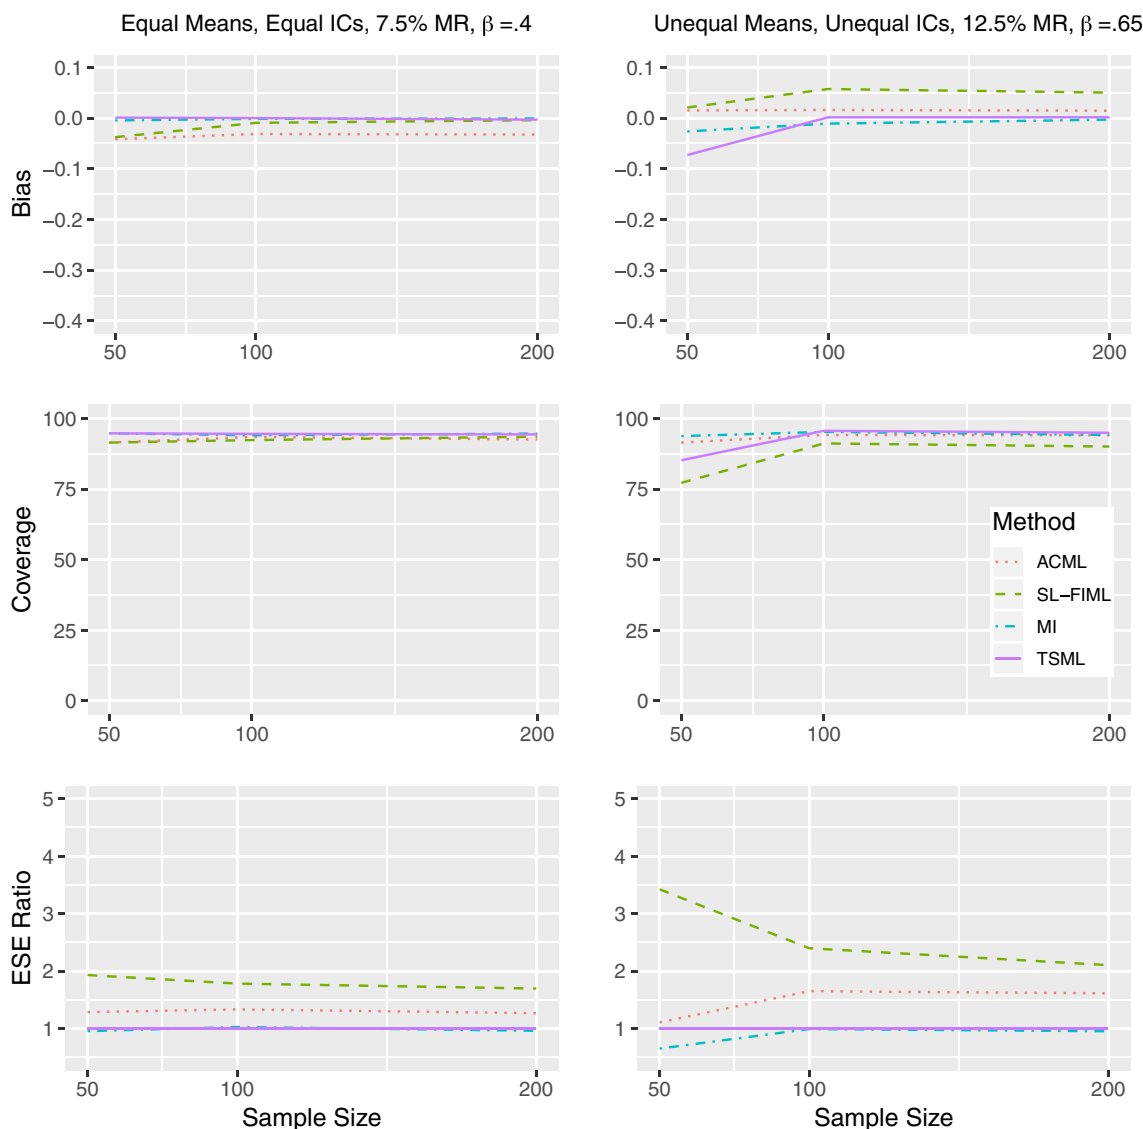 Equal Means, Equal ICs, 7.5% MR, β =.4
Unequal Means, Unequal ICs, 12.5% MR, β =.65
Bias
0.1
0.0
−0.1
−0.2
−0.3
−0.4
50 100 200
0.1
0.0
−0.1
−0.2
−0.3
−0.4
50 100 200
Coverage
100
75
50
25
0
50 100 200
100
75
50
25
0
50 100 200
Method
ACML
SL−FIML
MI
TSML
ESE Ratio
5
4
3
2
1
50 100 200
Sample Size
5
4
3
2
1
50 100 200
Sample Size